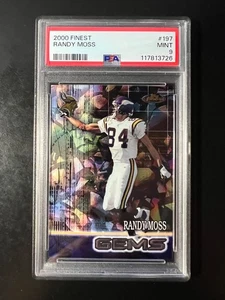 2000 FINEST #197
RANDY MOSS MINT
PSA 9
117813726
84
RANDY MOSS
GEMS